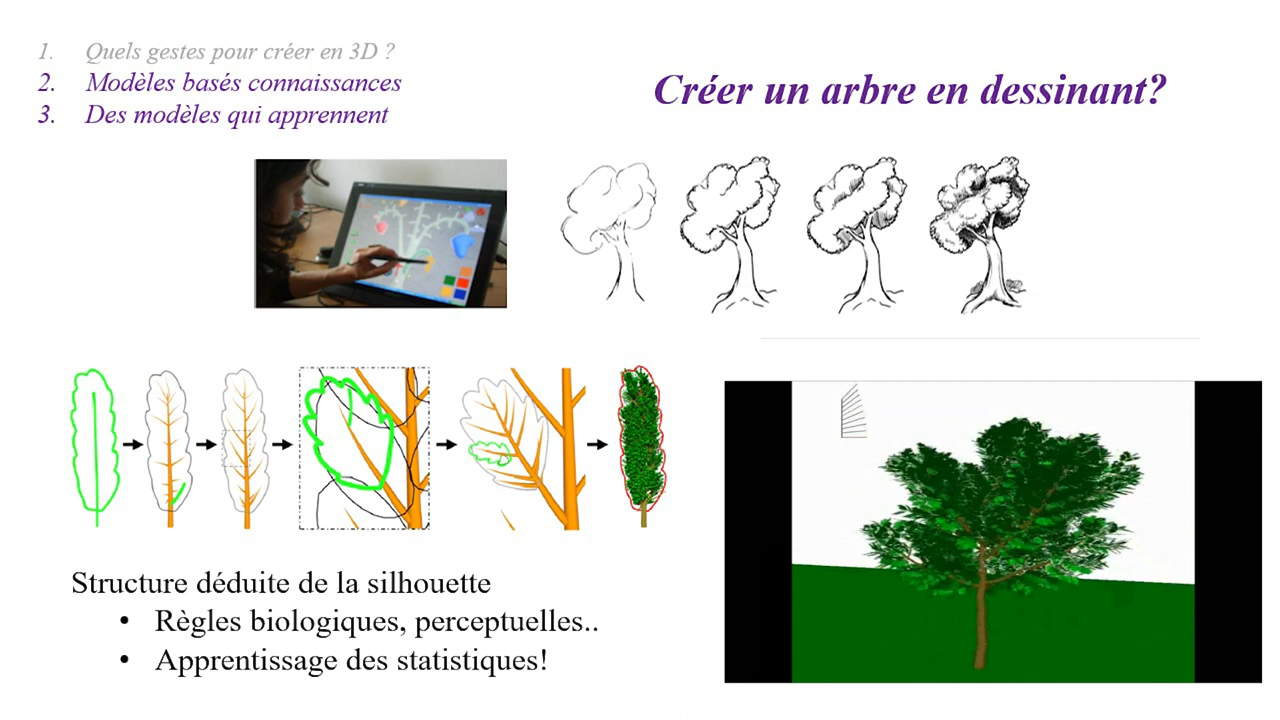 1. Quels gestes pour créer en 3D ?
2. Modèles basés connaissances
3. Des modèles qui apprennent
Créer un arbre en dessinant?
Structure déduite de la silhouette
• Règles biologiques, perceptuelles..
• Apprentissage des statistiques!